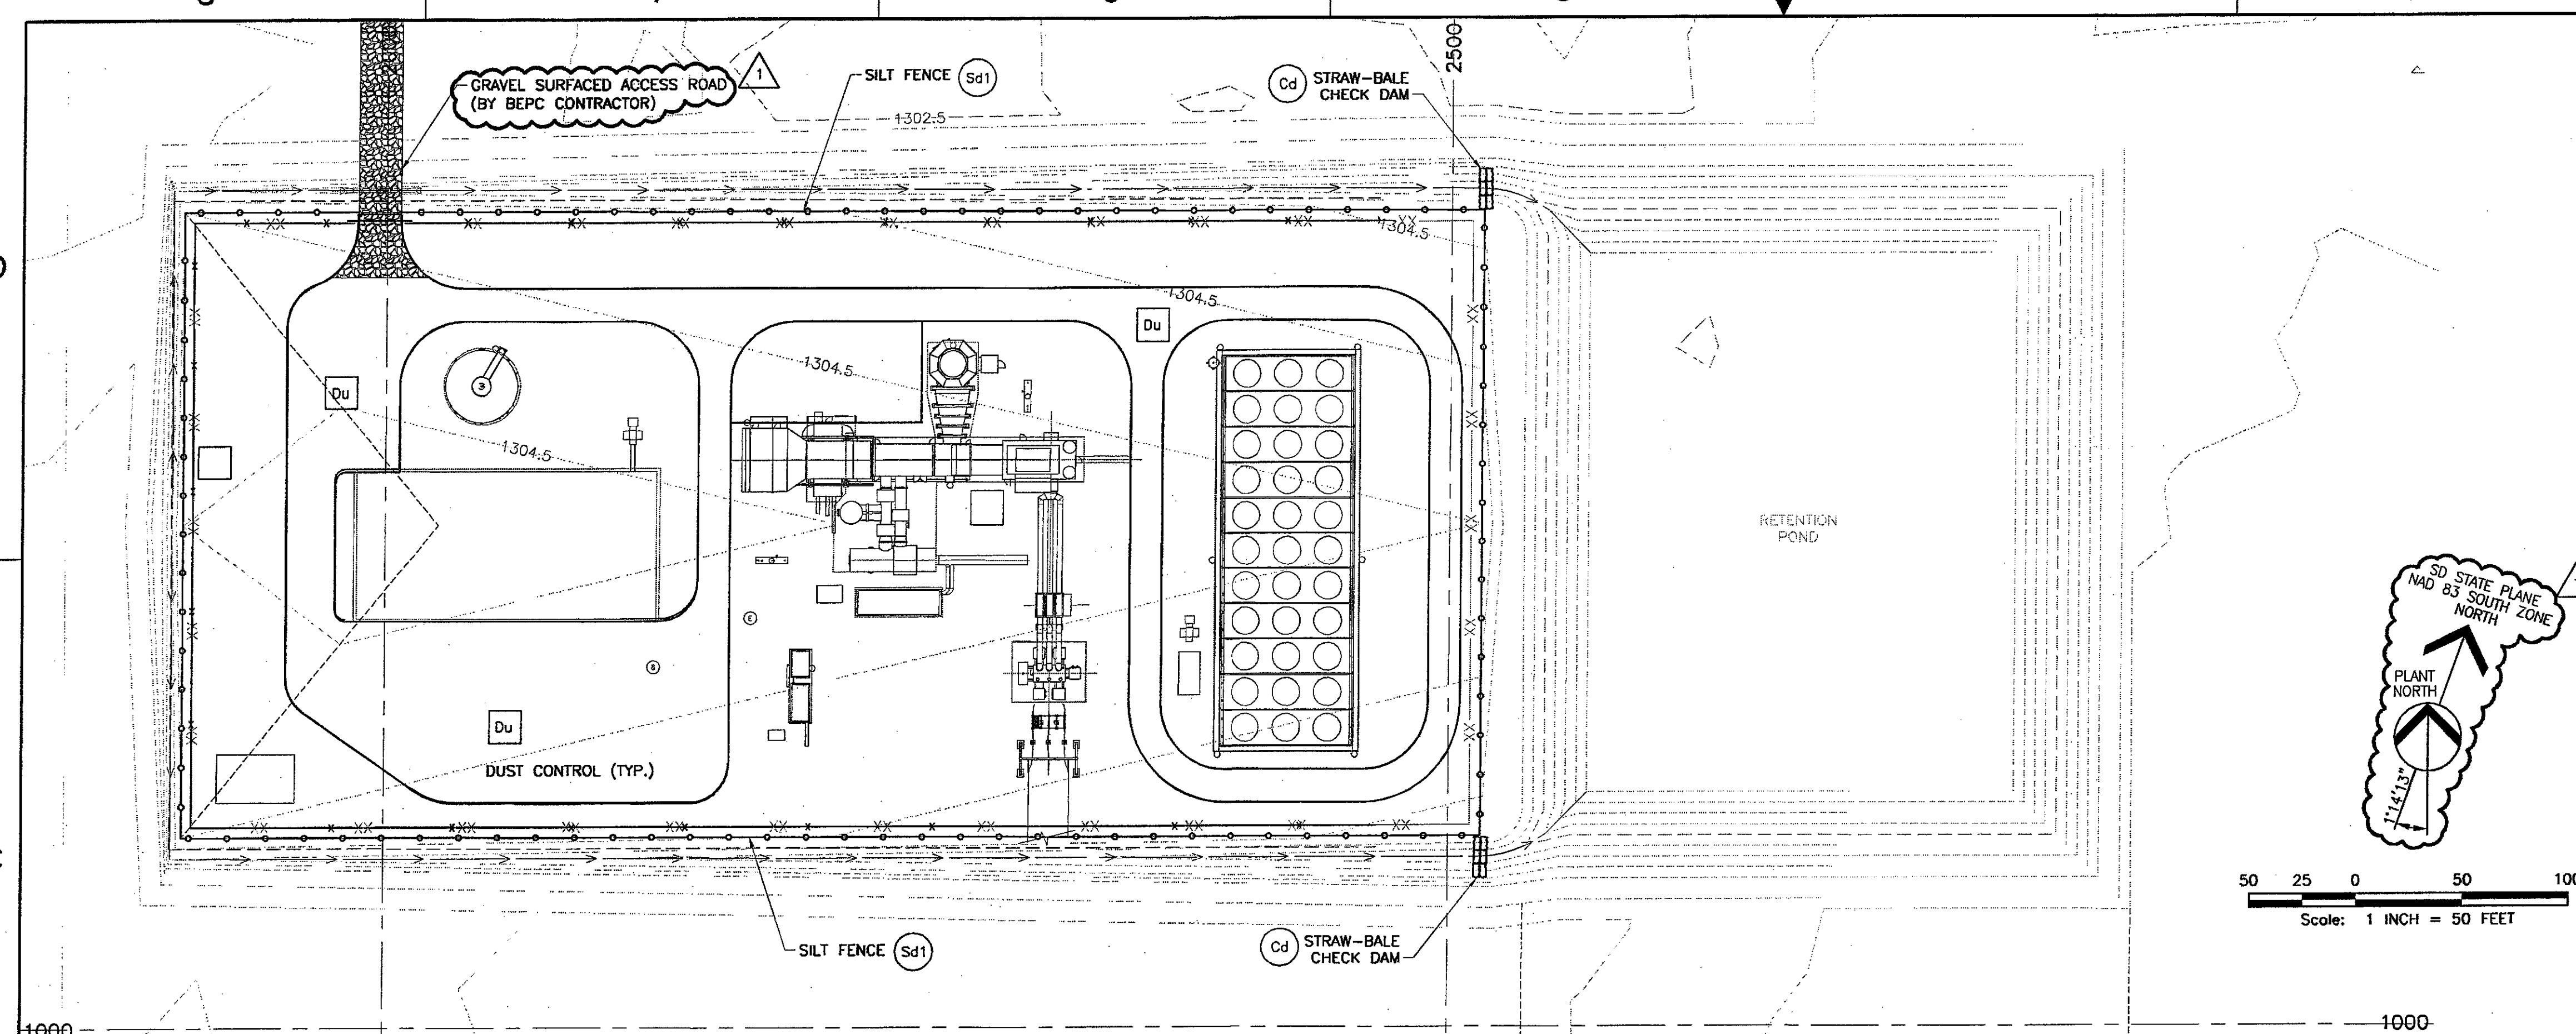 2500
GRAVEL SURFACED ACCESS ROAD
(BY BEPC CONTRACTOR)
1
SILT FENCE Sd1
Cd STRAW-BALE
CHECK DAM
1302.5
1304.5
1304.5
Du
1304.5
Du
3
1304.5
RETENTION
POND
SD STATE PLANE
NAD 83 SOUTH ZONE
NORTH
PLANT
NORTH
1°14'13"
E
8
Du
DUST CONTROL (TYP.)
50 25 0 50 100
Scale: 1 INCH = 50 FEET
SILT FENCE Sd1
Cd STRAW-BALE
CHECK DAM
1000
1000